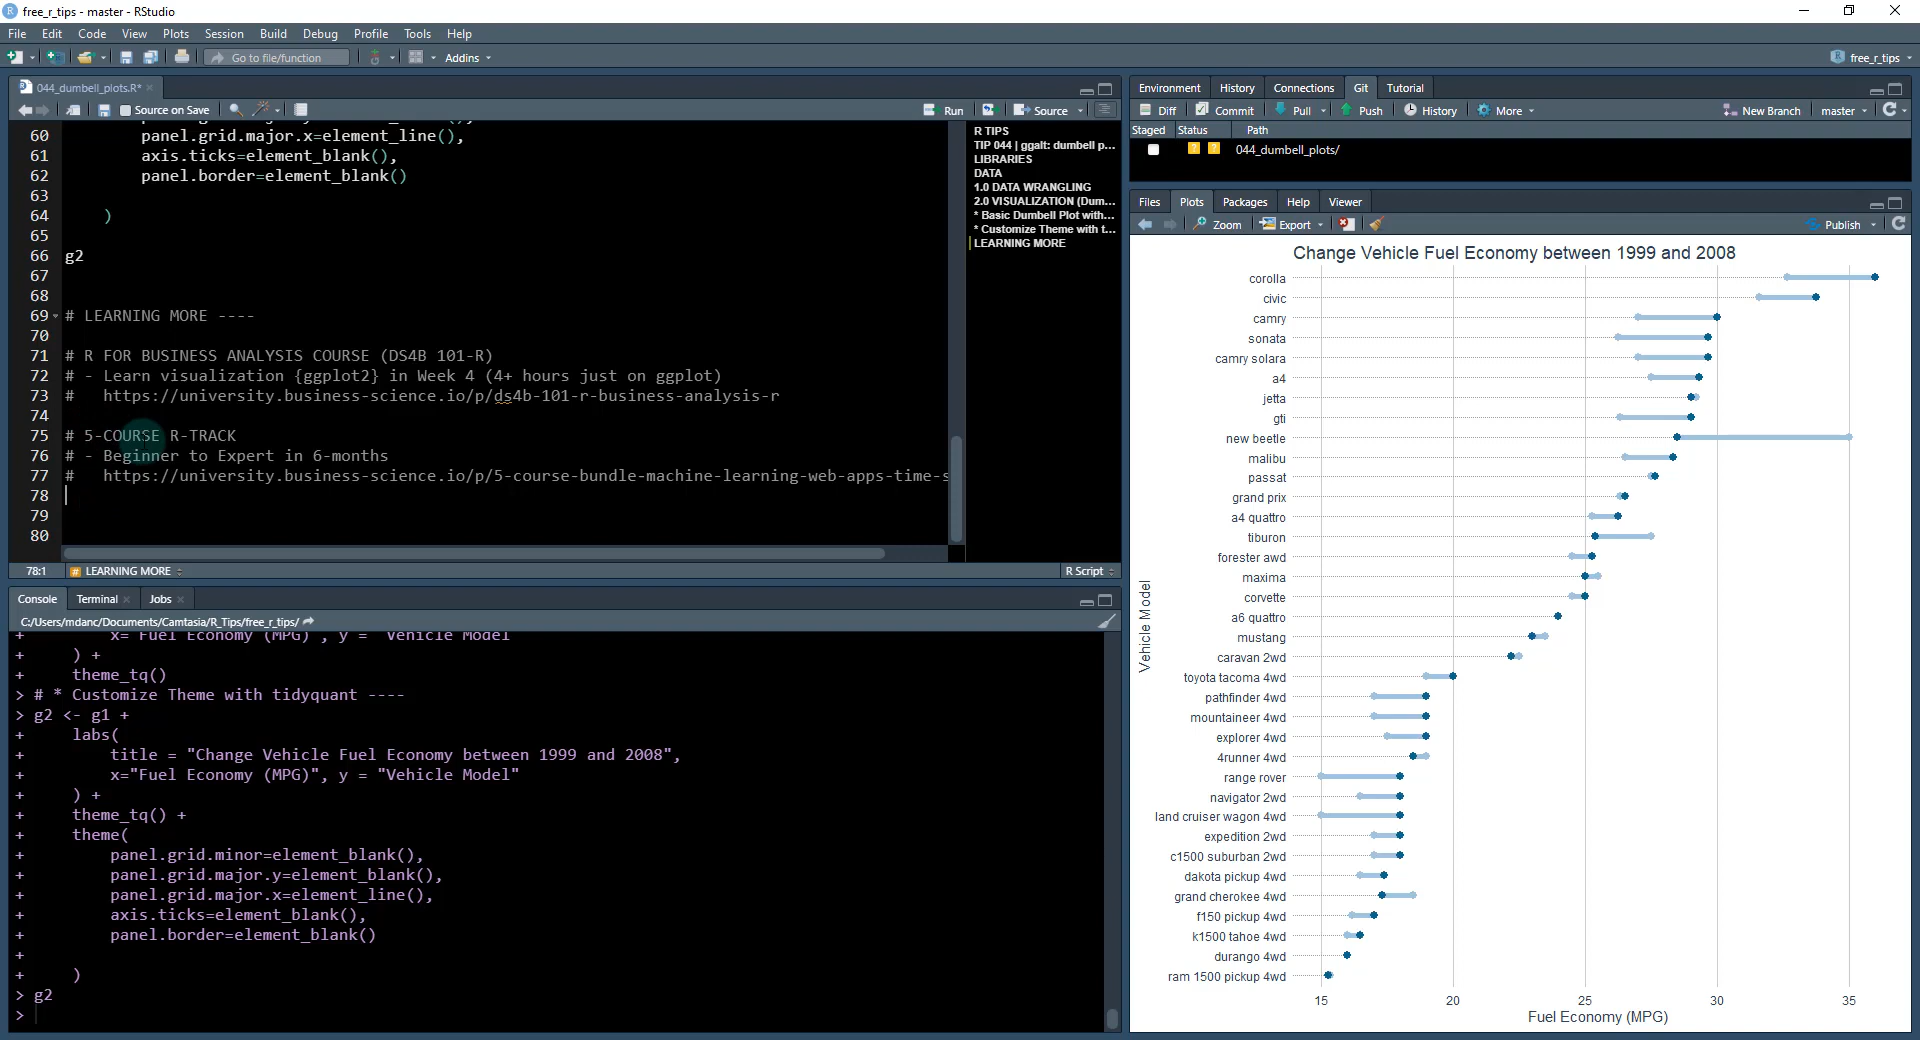 free_r_tips - master - RStudio
File Edit Code View Plots Session Build Debug Profile Tools Help
Go to file/function
Addins
free_r_tips
044_dumbell_plots.R*
Source on Save
Run
Source
60 panel.grid.major.x=element_line(),
61 axis.ticks=element_blank(),
62 panel.border=element_blank()
63
64 )
65
66 g2
67
68
69 # LEARNING MORE ----
70
71 # R FOR BUSINESS ANALYSIS COURSE (DS4B 101-R)
72 # - Learn visualization {ggplot2} in Week 4 (4+ hours just on ggplot)
73 #   https://university.business-science.io/p/ds4b-101-r-business-analysis-r
74
75 # 5-COURSE R-TRACK
76 # - Beginner to Expert in 6-months
77 #   https://university.business-science.io/p/5-course-bundle-machine-learning-web-apps-time-s
78
79
80
R TIPS
TIP 044 | ggalt: dumbell p...
LIBRARIES
DATA
1.0 DATA WRANGLING
2.0 VISUALIZATION (Dum...
* Basic Dumbell Plot with...
* Customize Theme with t...
LEARNING MORE
78:1
# LEARNING MORE
R Script
Console Terminal Jobs
C:/Users/mdanc/Documents/Camtasia/R_Tips/free_r_tips/
+ x="Fuel Economy (MPG)", y = "Vehicle Model"
+ ) +
+ theme_tq()
> # * Customize Theme with tidyquant ----
> g2 <- g1 +
+ labs(
+ title = "Change Vehicle Fuel Economy between 1999 and 2008",
+ x="Fuel Economy (MPG)", y = "Vehicle Model"
+ ) +
+ theme_tq() +
+ theme(
+ panel.grid.minor=element_blank(),
+ panel.grid.major.y=element_blank(),
+ panel.grid.major.x=element_line(),
+ axis.ticks=element_blank(),
+ panel.border=element_blank()
+
+ )
> g2
>
Environment History Connections Git Tutorial
Diff Commit Pull Push History More New Branch master
Staged Status Path
? ? 044_dumbell_plots/
Files Plots Packages Help Viewer
Zoom Export Publish
Change Vehicle Fuel Economy between 1999 and 2008
corolla
civic
camry
sonata
camry solara
a4
jetta
gti
new beetle
malibu
passat
grand prix
a4 quattro
tiburon
forester awd
maxima
corvette
a6 quattro
mustang
caravan 2wd
toyota tacoma 4wd
pathfinder 4wd
mountaineer 4wd
explorer 4wd
4runner 4wd
range rover
navigator 2wd
land cruiser wagon 4wd
expedition 2wd
c1500 suburban 2wd
dakota pickup 4wd
grand cherokee 4wd
f150 pickup 4wd
k1500 tahoe 4wd
durango 4wd
ram 1500 pickup 4wd
Vehicle Model
15 20 25 30 35
Fuel Economy (MPG)